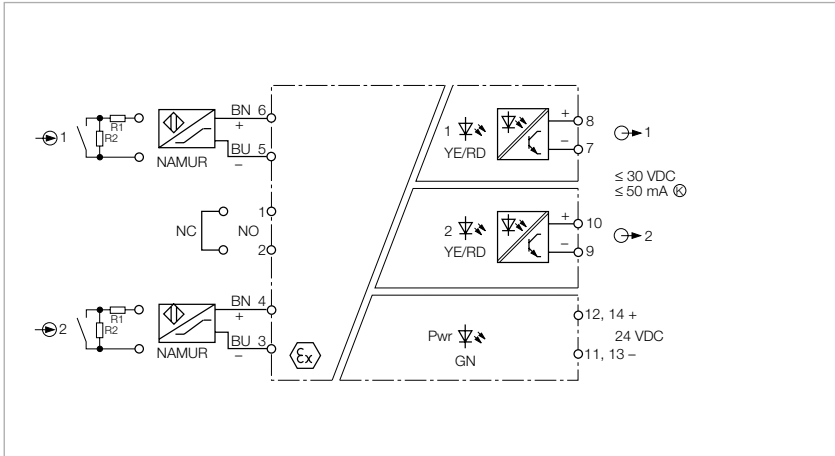 1
R1
R2
NAMUR
BN 6
+
BU 5
–
NC
NO
1
2
2
R1
R2
NAMUR
BN 4
+
BU 3
–
Ex
1
YE/RD
+
8
–
7
1
≤ 30 VDC
≤ 50 mA K
2
YE/RD
+
10
–
9
2
Pwr
GN
12, 14 +
24 VDC
11, 13 –